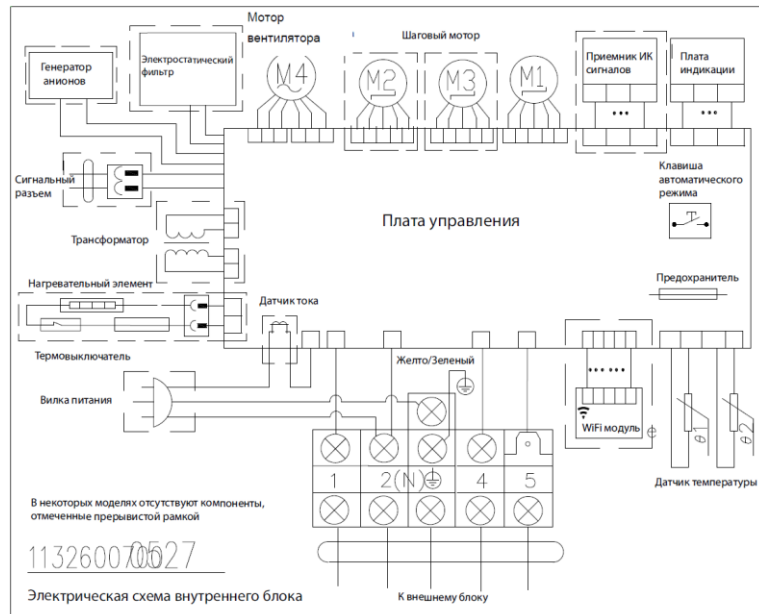 Мотор
вентилятора
Шаговый мотор
Генератор
анионов
Электростатический
фильтр
M4
M2
M3
M1
Приемник ИК
сигналов
Плата
индикации
Сигнальный
разъем
Клавиша
автоматического
режима
Плата управления
Трансформатор
Нагревательный элемент
Датчик тока
Предохранитель
Термовыключатель
Желто/Зеленый
Вилка питания
WiFi модуль
e
θ1
θ2
1
2(N)
4
5
Датчик температуры
В некоторых моделях отсутствуют компоненты,
отмеченные прерывистой рамкой
Электрическая схема внутреннего блока
К внешнему блоку